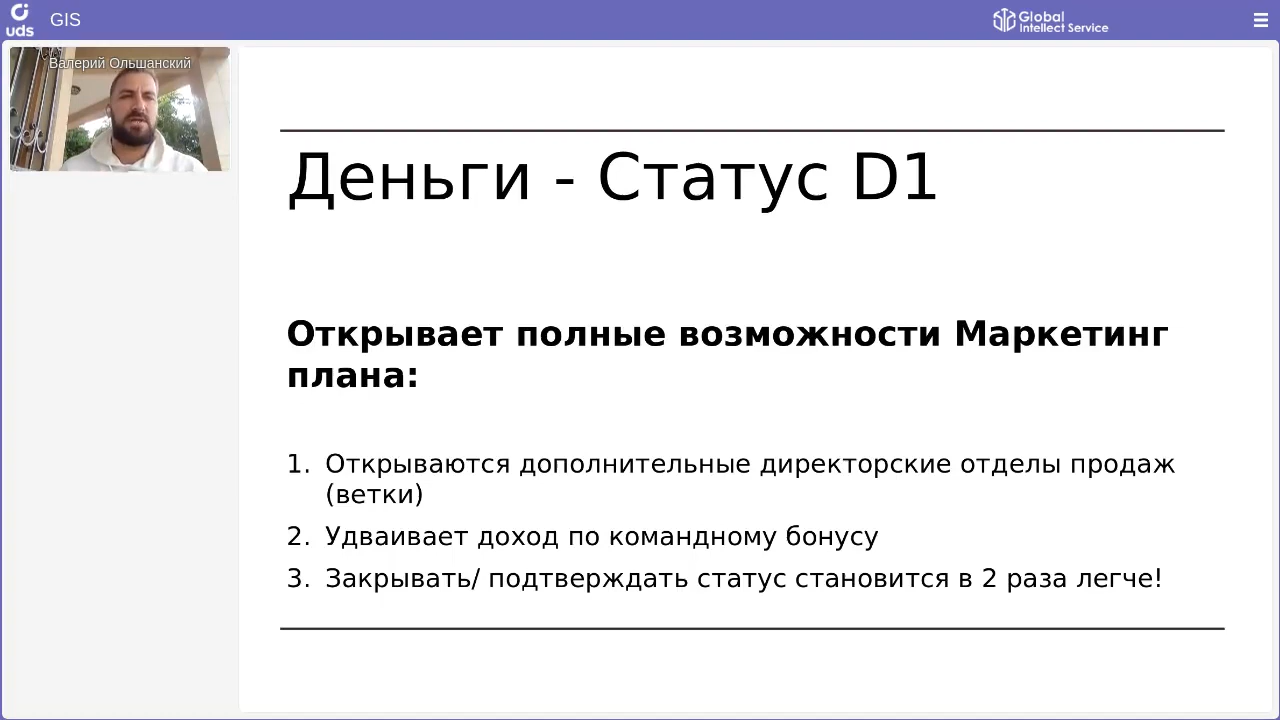 uds
GIS
Global
Intellect Service
Валерий Ольшанский
Деньги - Статус D1
Открывает полные возможности Маркетинг
плана:
1. Открываются дополнительные директорские отделы продаж
(ветки)
2. Удваивает доход по командному бонусу
3. Закрывать/ подтверждать статус становится в 2 раза легче!